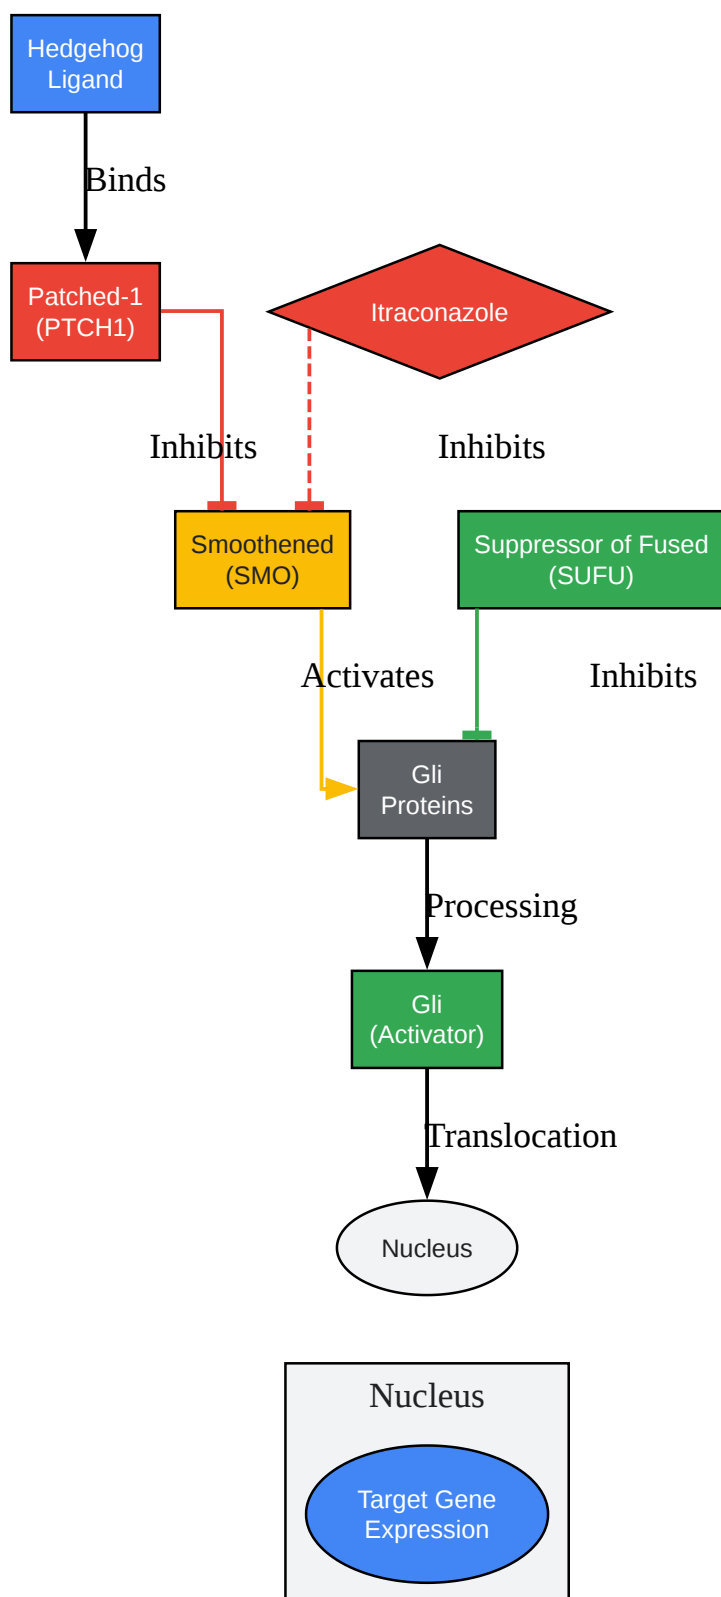 Hedgehog
Ligand
Binds
Patched-1
(PTCH1)
Itraconazole
Inhibits
Inhibits
Smoothened
(SMO)
Suppressor of Fused
(SUFU)
Activates
Inhibits
Gli
Proteins
Processing
Gli
(Activator)
Translocation
Nucleus
Nucleus
Target Gene
Expression